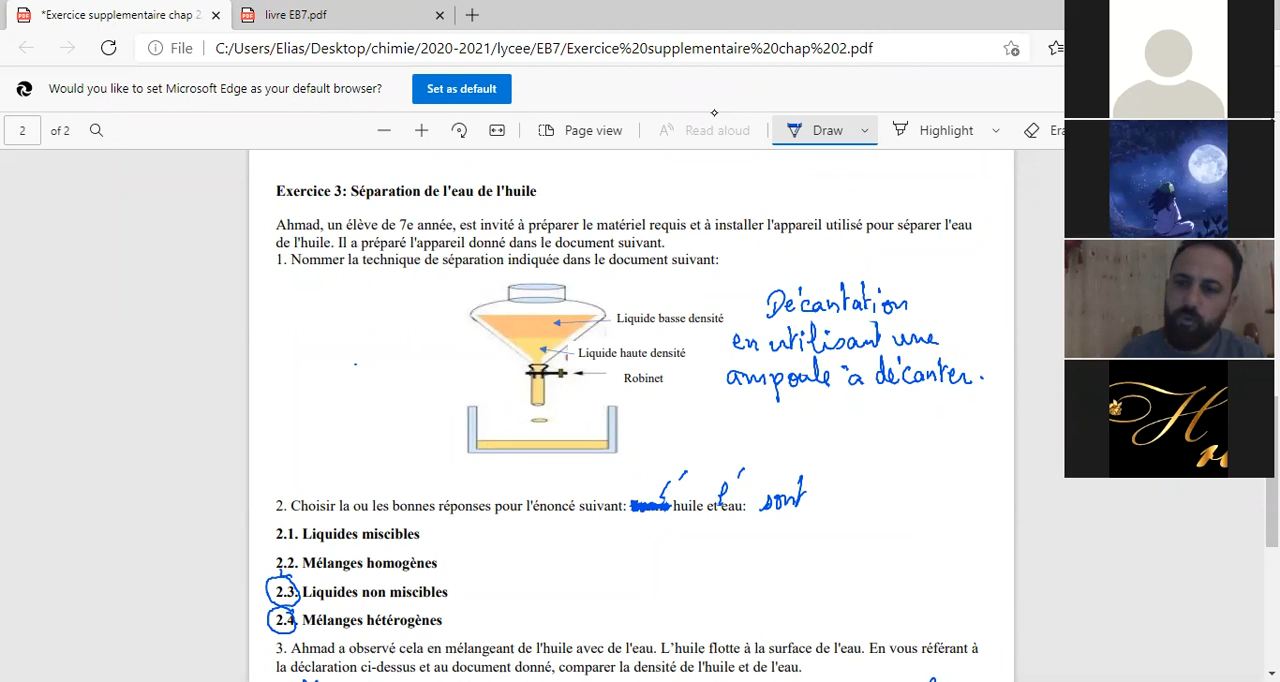 *Exercice supplementaire chap 2
livre EB7.pdf
File
C:/Users/Elias/Desktop/chimie/2020-2021/lycee/EB7/Exercice%20supplementaire%20chap%202.pdf
Would you like to set Microsoft Edge as your default browser?
Set as default
2
of 2
Page view
Read aloud
Draw
Highlight
Era
Exercice 3: Séparation de l'eau de l'huile
Ahmad, un élève de 7e année, est invité à préparer le matériel requis et à installer l'appareil utilisé pour séparer l'eau
de l'huile. Il a préparé l'appareil donné dans le document suivant.
1. Nommer la technique de séparation indiquée dans le document suivant:
Liquide basse densité
Liquide haute densité
Robinet
Décantation
en utilisant une
ampoule à décanter.
2. Choisir la ou les bonnes réponses pour l'énoncé suivant: l' huile et l' eau: sont
2.1. Liquides miscibles
2.2. Mélanges homogènes
2.3. Liquides non miscibles
2.4. Mélanges hétérogènes
3. Ahmad a observé cela en mélangeant de l'huile avec de l'eau. L'huile flotte à la surface de l'eau. En vous référant à
la déclaration ci-dessus et au document donné, comparer la densité de l'huile et de l'eau.